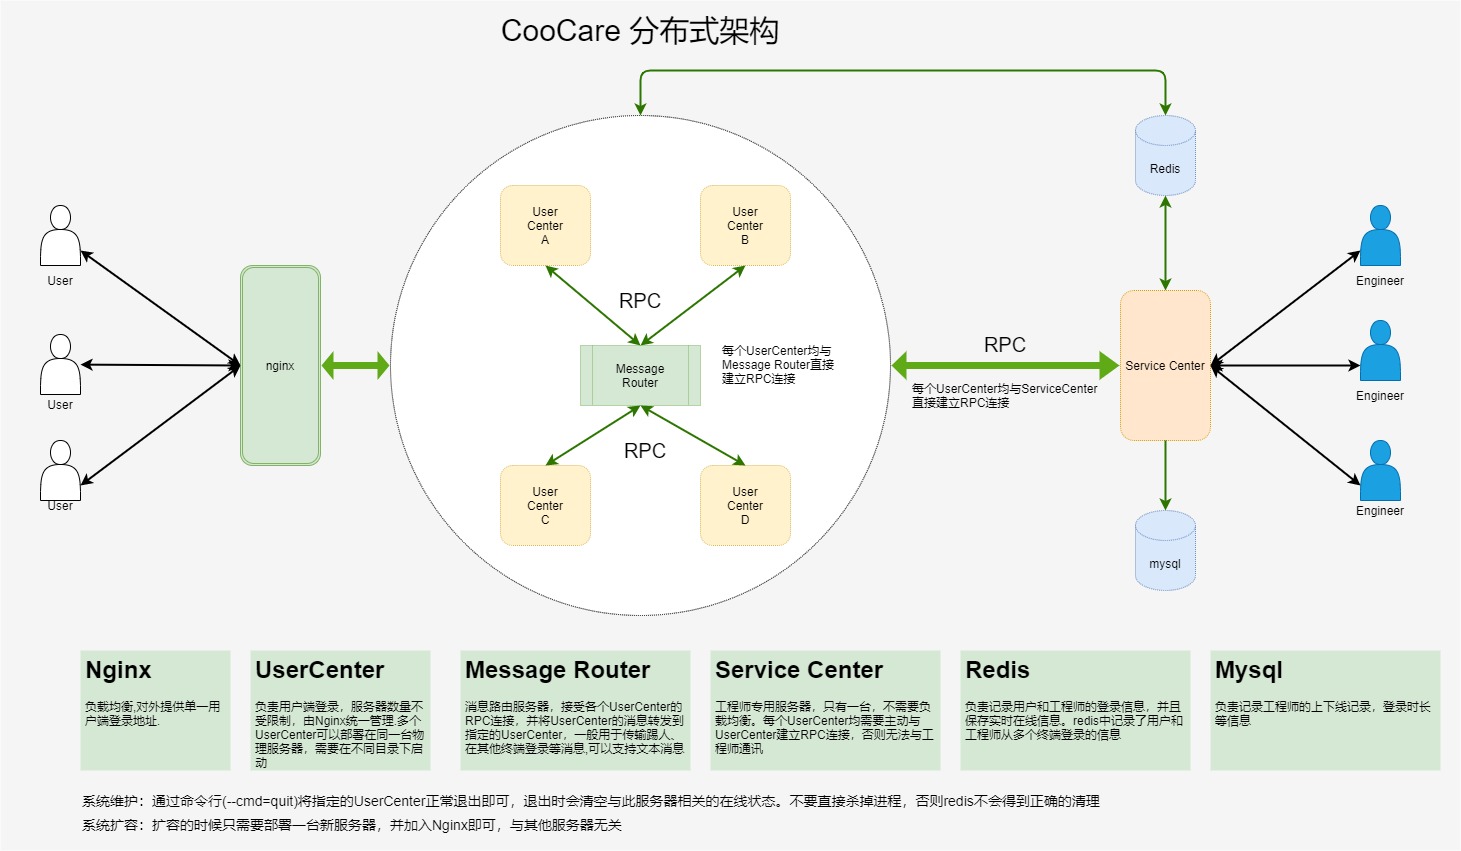 CooCare 分布式架构
Redis
User
Center
A
User
Center
B
User
Engineer
RPC
nginx
Message
Router
每个UserCenter均与
Message Router直接
建立RPC连接
RPC
每个UserCenter均与ServiceCenter
直接建立RPC连接
Service Center
User
Engineer
RPC
User
Center
C
User
Center
D
User
Engineer
mysql
Nginx
负载均衡,对外提供单一用
户端登录地址.
UserCenter
负责用户端登录，服务器数量不
受限制，由Nginx统一管理.多个
UserCenter可以部署在同一台物
理服务器，需要在不同目录下启
动
Message Router
消息路由服务器，接受各个UserCenter的
RPC连接，并将UserCenter的消息转发到
指定的UserCenter，一般用于传输踢人、
在其他终端登录等消息,可以支持文本消息
Service Center
工程师专用服务器，只有一台，不需要负
载均衡。每个UserCenter均需要主动与
UserCenter建立RPC连接，否则无法与工
程师通讯
Redis
负责记录用户和工程师的登录信息，并且
保存实时在线信息。redis中记录了用户和
工程师从多个终端登录的信息
Mysql
负责记录工程师的上下线记录，登录时长
等信息
系统维护：通过命令行(--cmd=quit)将指定的UserCenter正常退出即可，退出时会清空与此服务器相关的在线状态。不要直接杀掉进程，否则redis不会得到正确的清理
系统扩容：扩容的时候只需要部署一台新服务器，并加入Nginx即可，与其他服务器无关